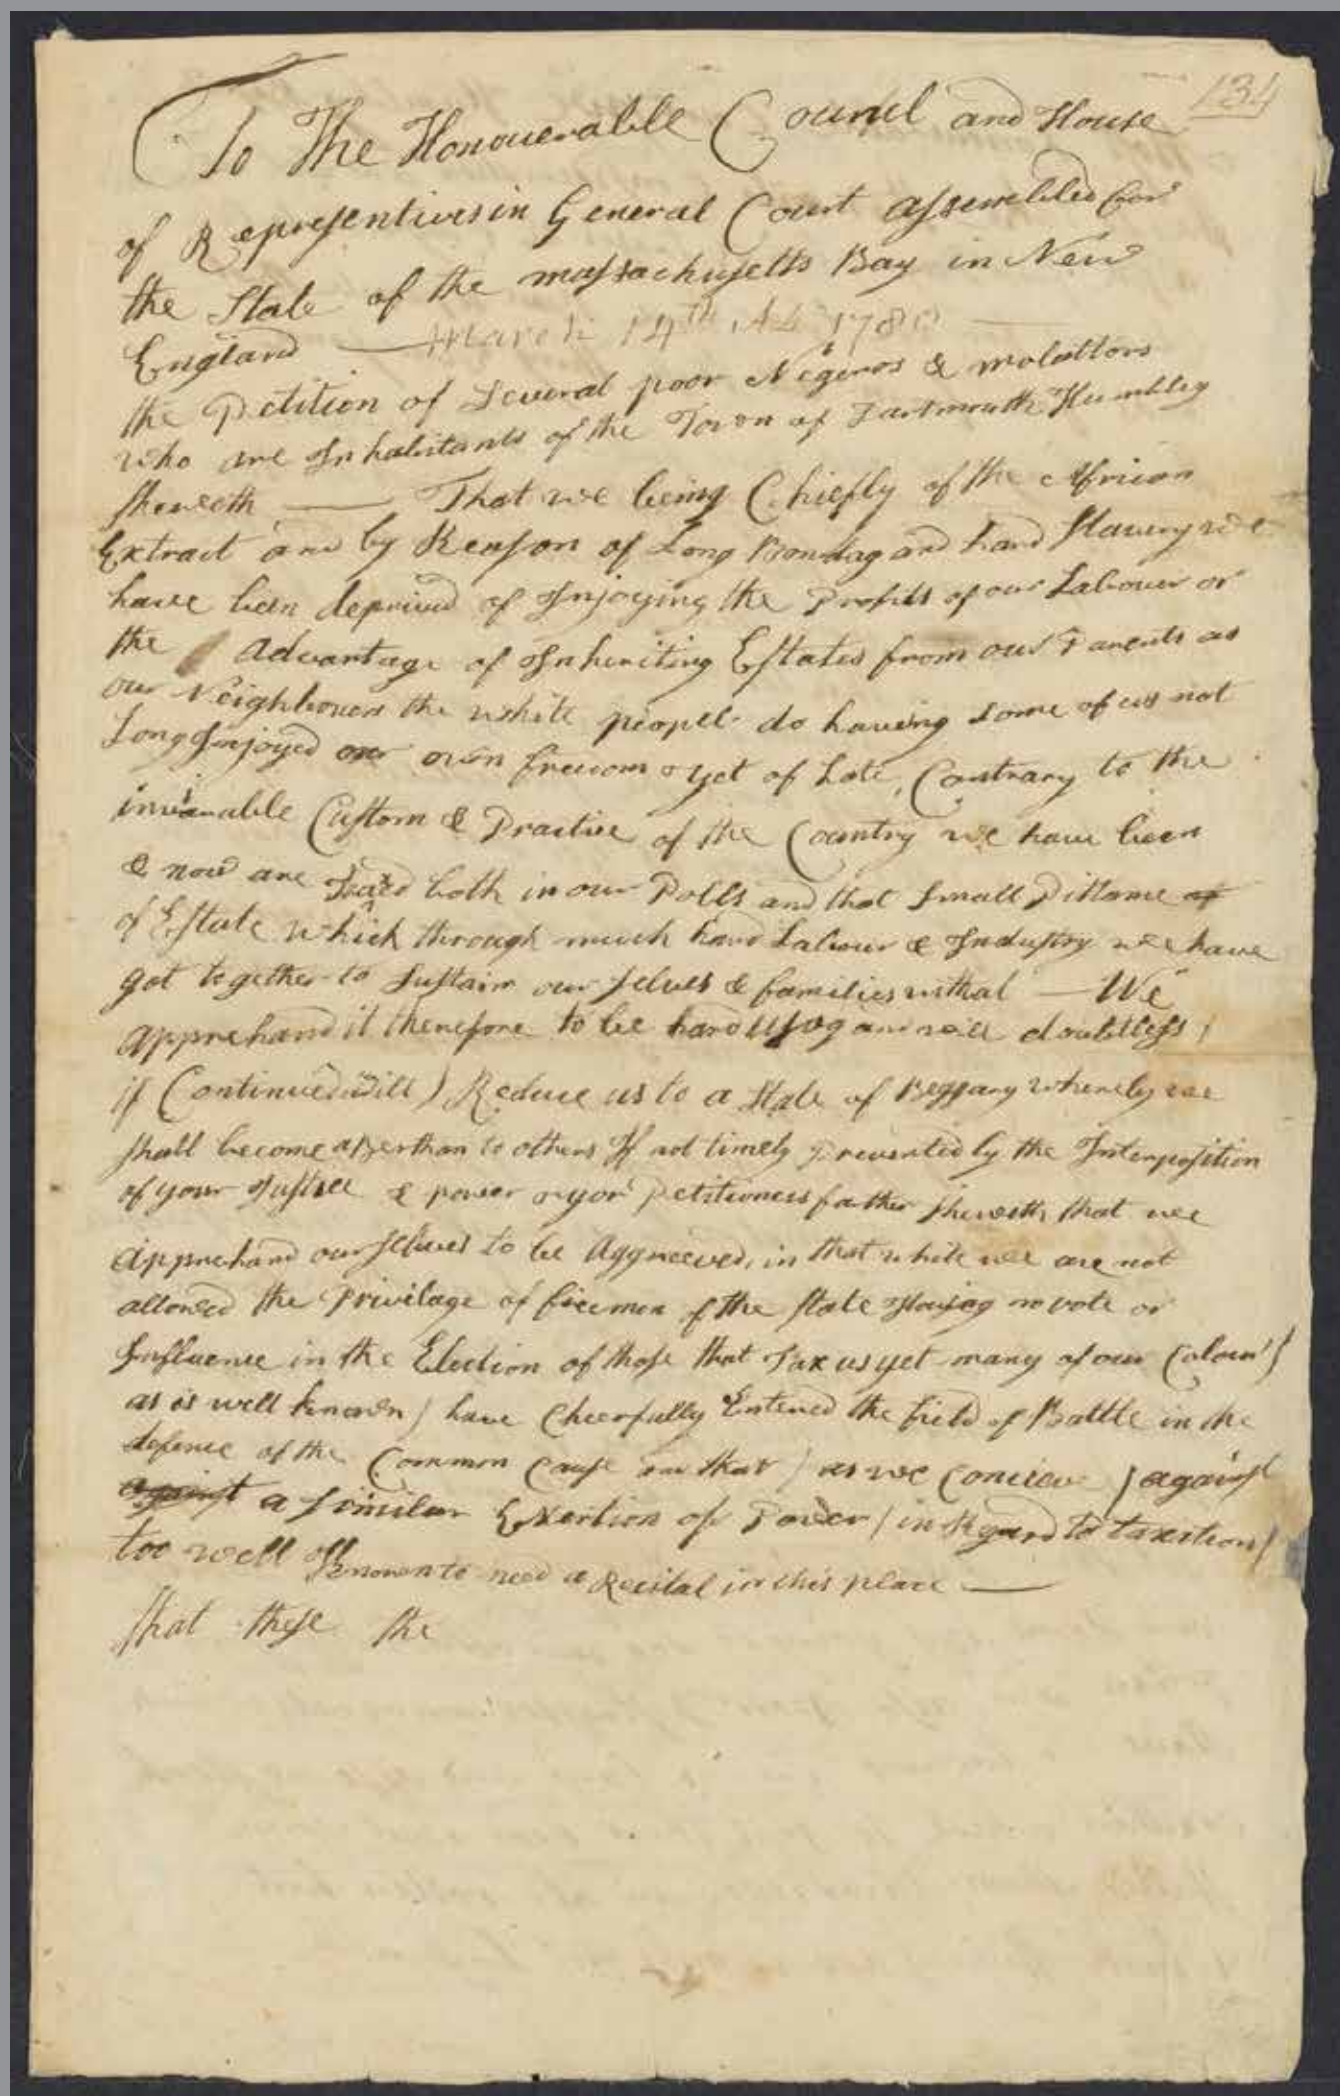 134
To The Honouerable Councel and House
of Representives in General Court assembled for
the State of the massachusetts Bay in New
England — March 14th AD 1780 —
the Petition of Several poor Negeros & molattors
who are Inhabitants of the Town of Dartmouth Humbley
sheweth — That we being Chiefly of the African
Extract and by Reason of Long Bondag and hard Slavery we
have been deprived of Injoying the Profits of our Labouer or
the Advantage of Inheriting Estates from our Parents as
our Neighbouers the white peopel do having some of us not
Long Injoyed our own freedom & yet of late, Contrary to the
invariable Custom & Practice of the Country we have been
& now are Taxed both in our Polls and that small Pittance of
of Estate which through much hard Labour & Industry we have
got together to Sustain our selves & families withal — We
apprehand it therefore to be hard usag and will doubtless
if Continued will) Reduce us to a State of Beggary whereby we
shall become a Berthan to others If not timely prevented by the Interposition
of your Justice & power & yor Petitioners farther sheweth that we
apprehand ourselves to be Aggreeved, in that while we are not
allowed the Privilage of freemen of the State having no vote or
Influence in the Election of those that Tax us yet many of our Colour
as is well known) have Cheerfully Entered the field of Battle in the
defence of the Common Cause and that) as we Conceive) against
against a similar Exertion of Power (in Regard to taxation)
too well Known to need a Recital in this place —
that these the